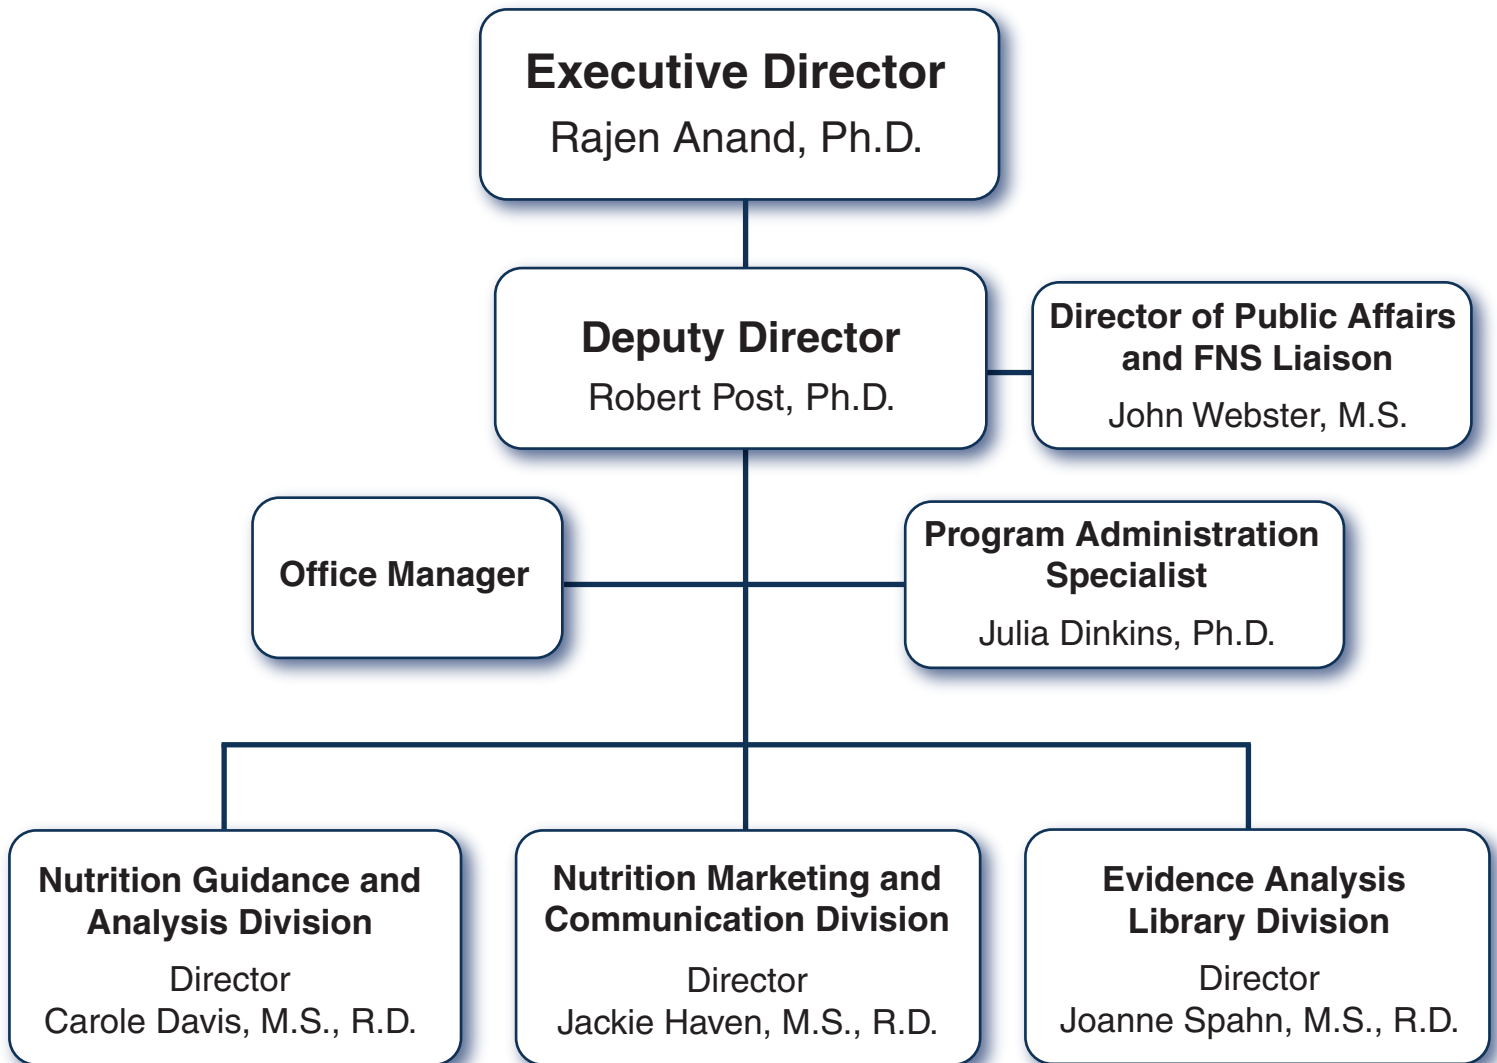 Executive Director
Rajen Anand, Ph.D.
Deputy Director
Robert Post, Ph.D.
Director of Public Affairs
and FNS Liaison
John Webster, M.S.
Office Manager
Program Administration
Specialist
Julia Dinkins, Ph.D.
Nutrition Guidance and
Analysis Division
Director
Carole Davis, M.S., R.D.
Nutrition Marketing and
Communication Division
Director
Jackie Haven, M.S., R.D.
Evidence Analysis
Library Division
Director
Joanne Spahn, M.S., R.D.